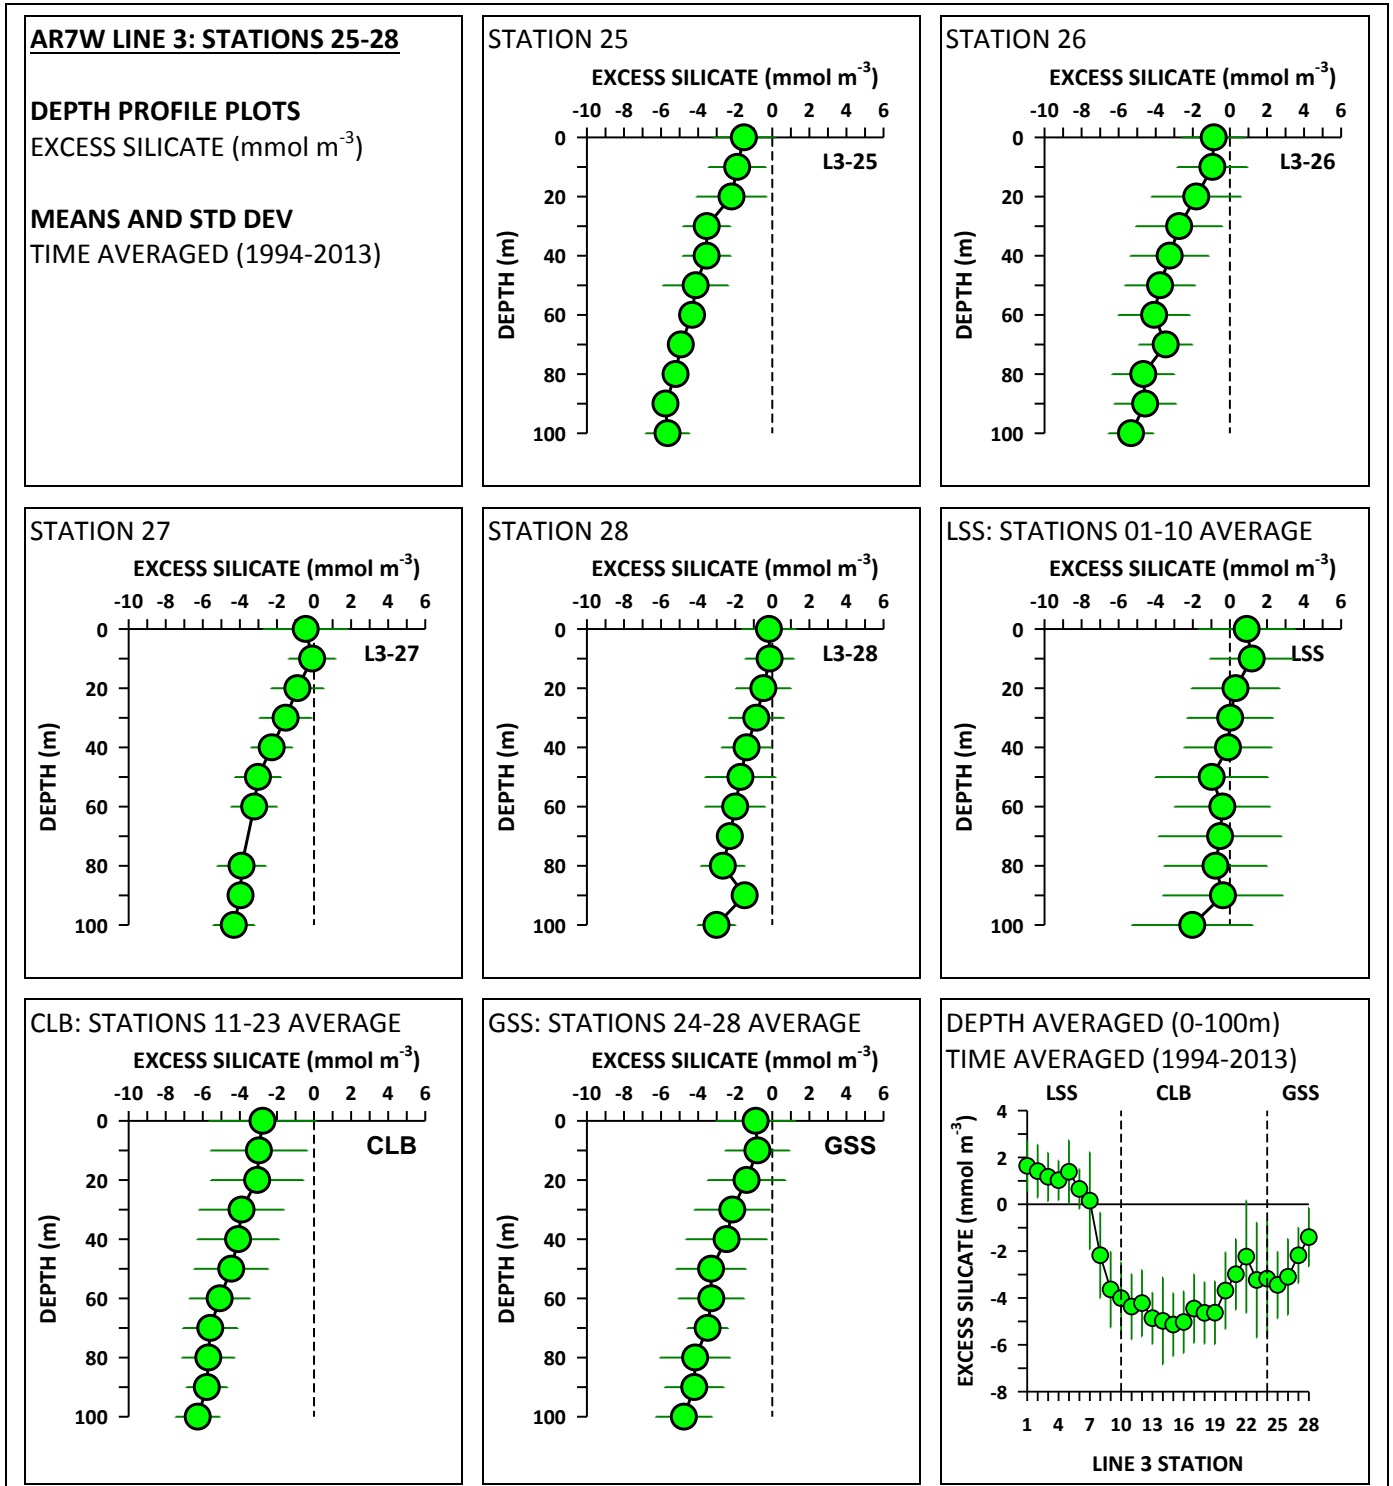 AR7W LINE 3: STATIONS 25-28
DEPTH PROFILE PLOTS
EXCESS SILICATE (mmol m-3)
MEANS AND STD DEV
TIME AVERAGED (1994-2013)
STATION 25
EXCESS SILICATE (mmol m-3)
-10 -8 -6 -4 -2 0 2 4 6
L3-25
DEPTH (m)
0
20
40
60
80
100
STATION 26
EXCESS SILICATE (mmol m-3)
-10 -8 -6 -4 -2 0 2 4 6
L3-26
DEPTH (m)
0
20
40
60
80
100
STATION 27
EXCESS SILICATE (mmol m-3)
-10 -8 -6 -4 -2 0 2 4 6
L3-27
DEPTH (m)
0
20
40
60
80
100
STATION 28
EXCESS SILICATE (mmol m-3)
-10 -8 -6 -4 -2 0 2 4 6
L3-28
DEPTH (m)
0
20
40
60
80
100
LSS: STATIONS 01-10 AVERAGE
EXCESS SILICATE (mmol m-3)
-10 -8 -6 -4 -2 0 2 4 6
LSS
DEPTH (m)
0
20
40
60
80
100
CLB: STATIONS 11-23 AVERAGE
EXCESS SILICATE (mmol m-3)
-10 -8 -6 -4 -2 0 2 4 6
CLB
DEPTH (m)
0
20
40
60
80
100
GSS: STATIONS 24-28 AVERAGE
EXCESS SILICATE (mmol m-3)
-10 -8 -6 -4 -2 0 2 4 6
GSS
DEPTH (m)
0
20
40
60
80
100
DEPTH AVERAGED (0-100m)
TIME AVERAGED (1994-2013)
LSS CLB GSS
EXCESS SILICATE (mmol m-3)
4
2
0
-2
-4
-6
-8
1 4 7 10 13 16 19 22 25 28
LINE 3 STATION